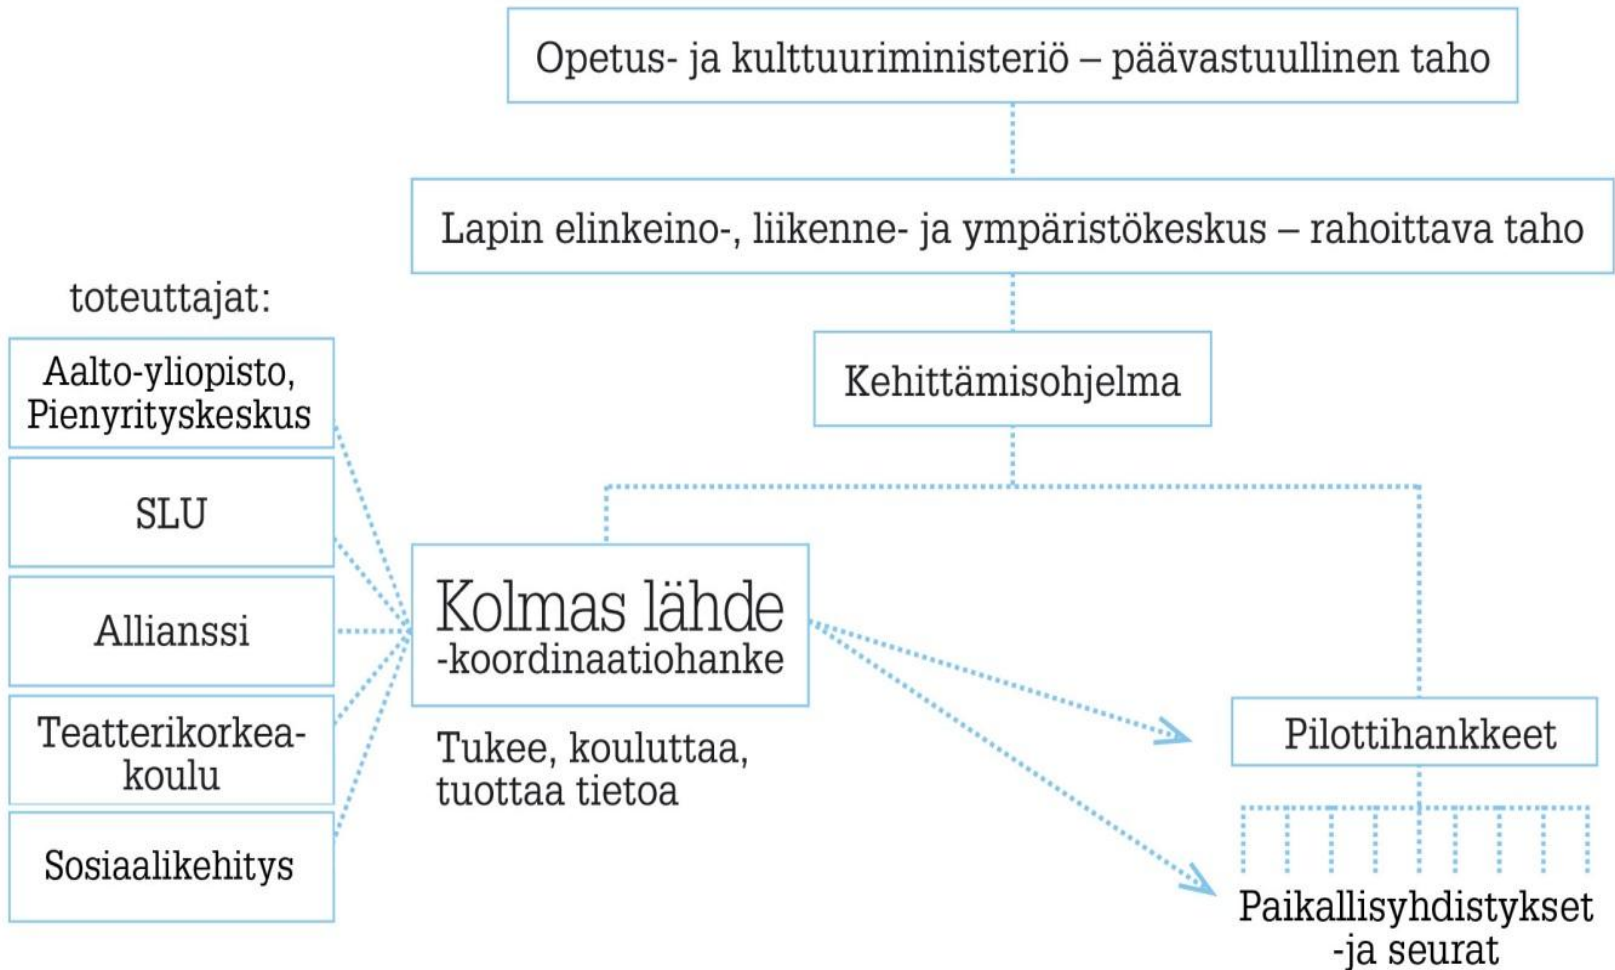 Opetus- ja kulttuuriministeriö – päävastuullinen taho
Lapin elinkeino-, liikenne- ja ympäristökeskus – rahoittava taho
Kehittämisohjelma
toteuttajat:
Aalto-yliopisto,
Pienyrityskeskus
SLU
Allianssi
Teatterikorkea-
koulu
Sosiaalikehitys
Kolmas lähde
-koordinaatiohanke
Tukee, kouluttaa,
tuottaa tietoa
Pilottihankkeet
Paikallisyhdistykset
-ja seurat